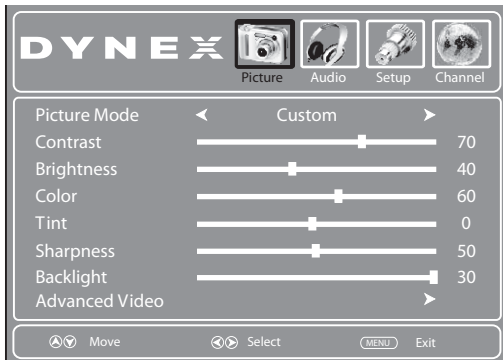 DYNEX
Picture Audio Setup Channel
Picture Mode Custom
Contrast 70
Brightness 40
Color 60
Tint 0
Sharpness 50
Backlight 30
Advanced Video
Move Select MENU Exit